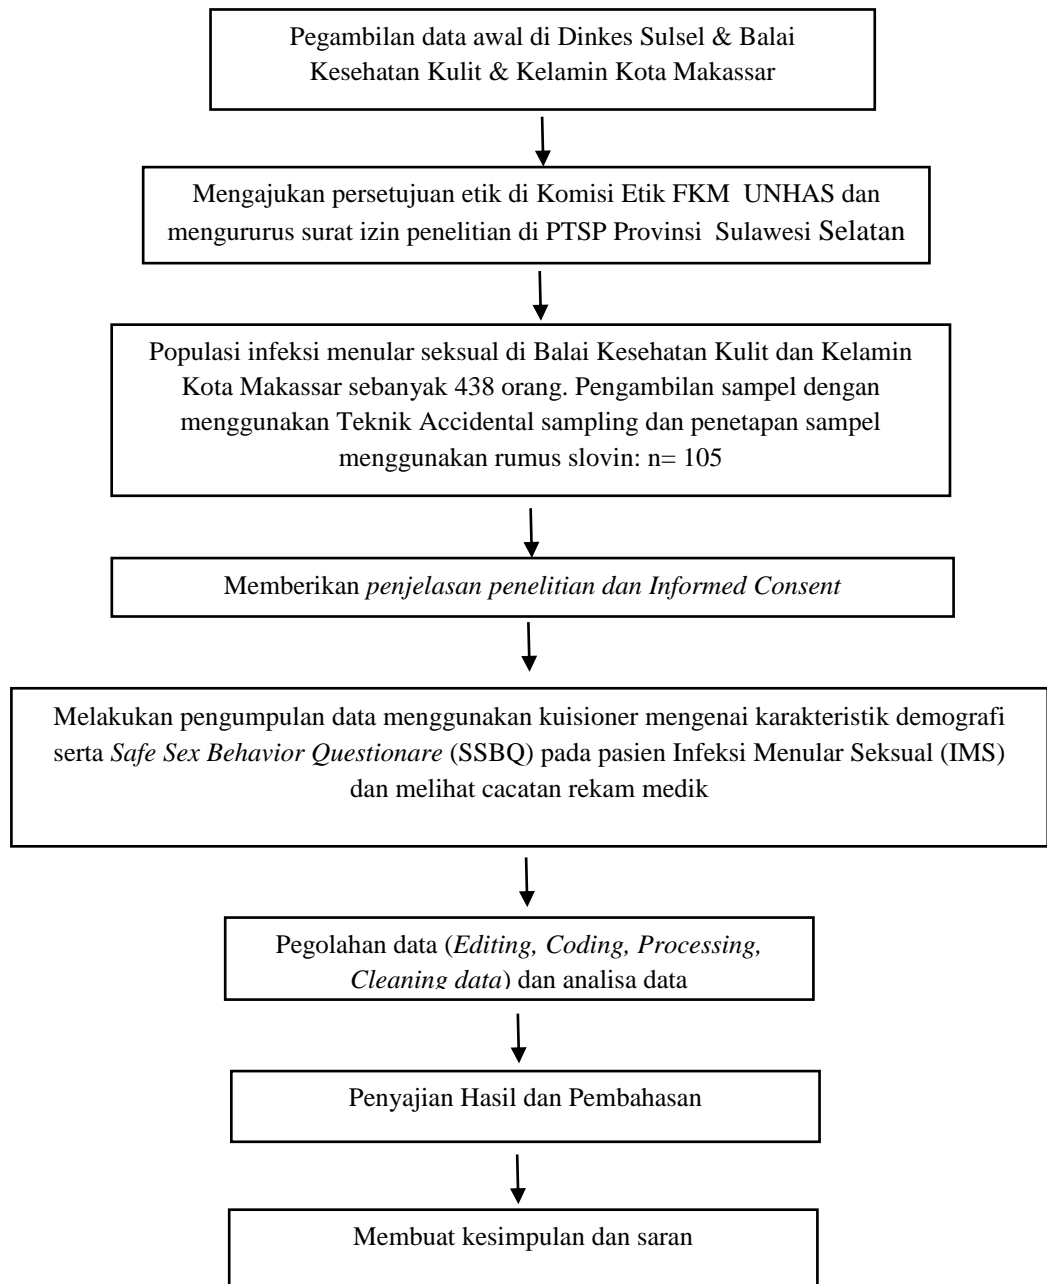 Pegambilan data awal di Dinkes Sulsel & Balai
Kesehatan Kulit & Kelamin Kota Makassar
Mengajukan persetujuan etik di Komisi Etik FKM UNHAS dan
mengururus surat izin penelitian di PTSP Provinsi Sulawesi Selatan
Populasi infeksi menular seksual di Balai Kesehatan Kulit dan Kelamin
Kota Makassar sebanyak 438 orang. Pengambilan sampel dengan
menggunakan Teknik Accidental sampling dan penetapan sampel
menggunakan rumus slovin: n= 105
Memberikan penjelasan penelitian dan Informed Consent
Melakukan pengumpulan data menggunakan kuisioner mengenai karakteristik demografi
serta Safe Sex Behavior Questionare (SSBQ) pada pasien Infeksi Menular Seksual (IMS)
dan melihat cacatan rekam medik
Pegolahan data (Editing, Coding, Processing,
Cleaning data) dan analisa data
Penyajian Hasil dan Pembahasan
Membuat kesimpulan dan saran